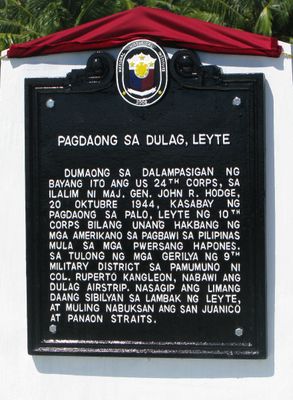 PAGDAONG SA DULAG, LEYTE
DUMAONG SA DALAMPASIGAN NG
BAYANG ITO ANG US 24TH CORPS, SA
ILALIM NI MAJ. GEN. JOHN R. HODGE,
20 OKTUBRE 1944, KASABAY NG
PAGDAONG SA PALO, LEYTE NG 10TH
CORPS BILANG UNANG HAKBANG NG
MGA AMERIKANO SA PAGBAWI SA PILIPINAS
MULA SA MGA PWERSANG HAPONES.
SA TULONG NG MGA GERILYA NG 9TH
MILITARY DISTRICT SA PAMUMUNO NI
COL. RUPERTO KANGLEON, NABAWI ANG
DULAG AIRSTRIP. NASAGIP ANG LIMANG
DAANG SIBILYAN SA LAMBAK NG LEYTE,
AT MULING NABUKSAN ANG SAN JUANICO
AT PANAON STRAITS.